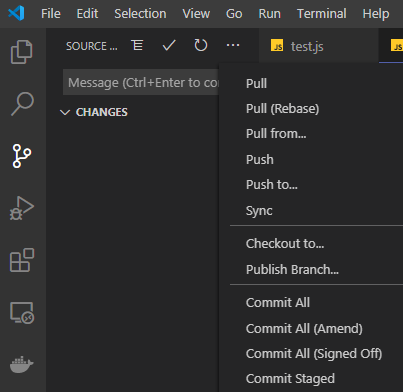 File Edit Selection View Go Run Terminal Help
SOURCE ... JS test.js
Message (Ctrl+Enter to co
CHANGES
Pull
Pull (Rebase)
Pull from...
Push
Push to...
Sync
Checkout to...
Publish Branch...
Commit All
Commit All (Amend)
Commit All (Signed Off)
Commit Staged